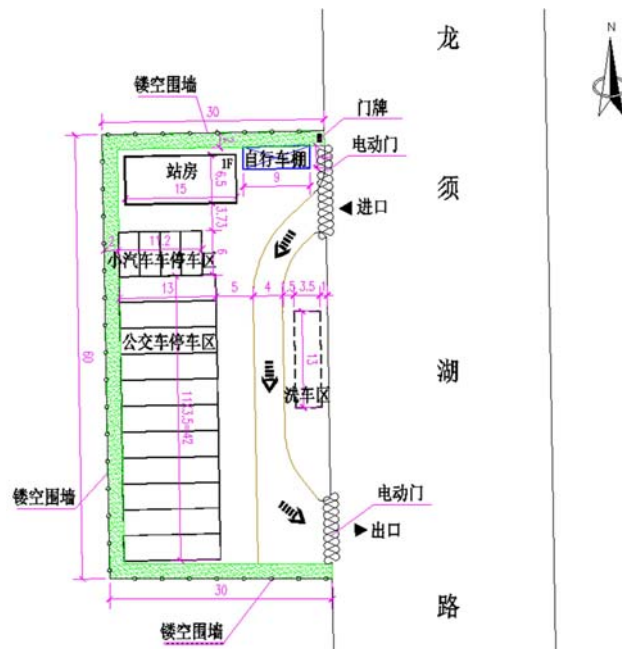 龙
N
镂空围墙
30
门牌
2
电动门
站房
1F
自行车棚
须
15
6.5
9
进口
3.73
11.2
6
小汽车车停车区
13
5
4
1.5
3.5
1
公交车停车区
60
湖
13
洗车区
12*3.5=42
镂空围墙
电动门
出口
30
路
镂空围墙